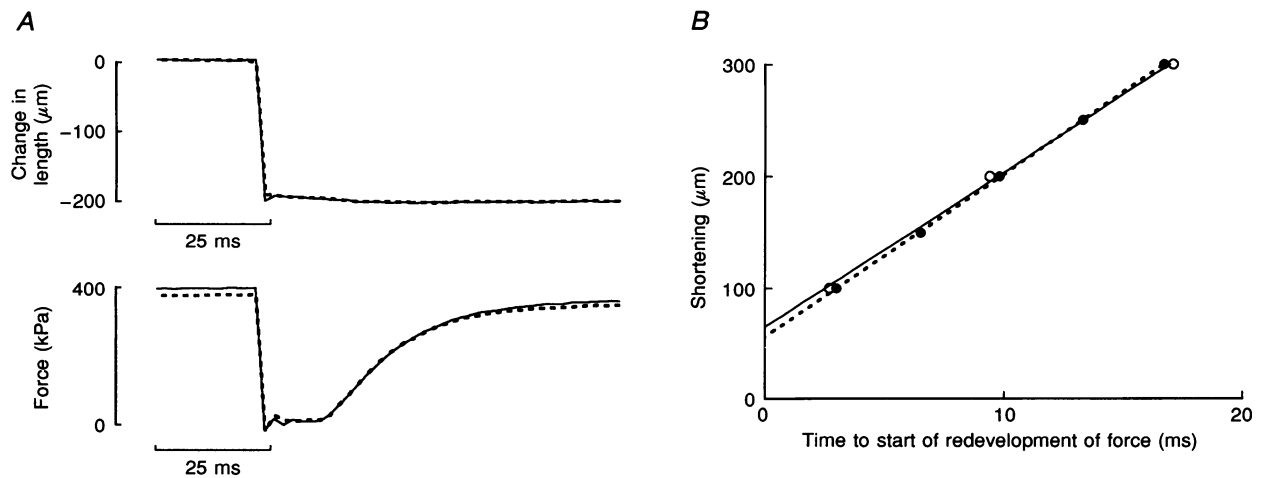 A
Change in
length (μm)
0
−100
−200
25 ms
Force (kPa)
400
0
25 ms
B
Shortening (μm)
300
200
100
0
0
10
20
Time to start of redevelopment of force (ms)